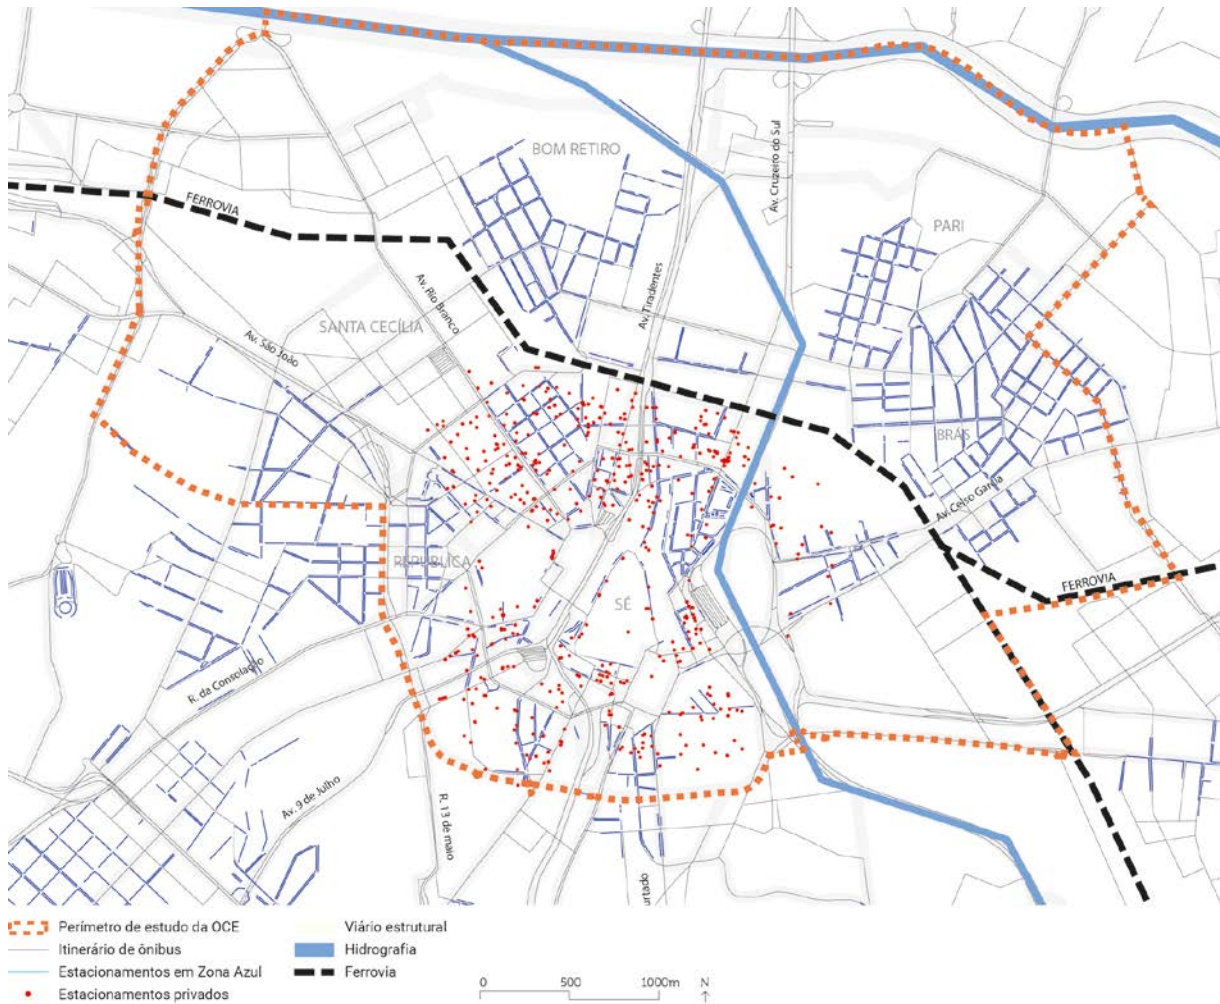 BOM RETIRO
Av. Cruzeiro do Sul
FERROVIA
PARI
Av. Rio Branco
Av. Tiradentes
SANTA CECÍLIA
Av. São João
BRÁS
Av. Celso Garcia
REPÚBLICA
FERROVIA
SÉ
R. da Consolação
Av. 9 de Julho
R. 13 de maio
Perímetro de estudo da OCE
Itinerário de ônibus
Estacionamentos em Zona Azul
Estacionamentos privados
Viário estrutural
Hidrografia
Ferrovia
0 500 1000m N